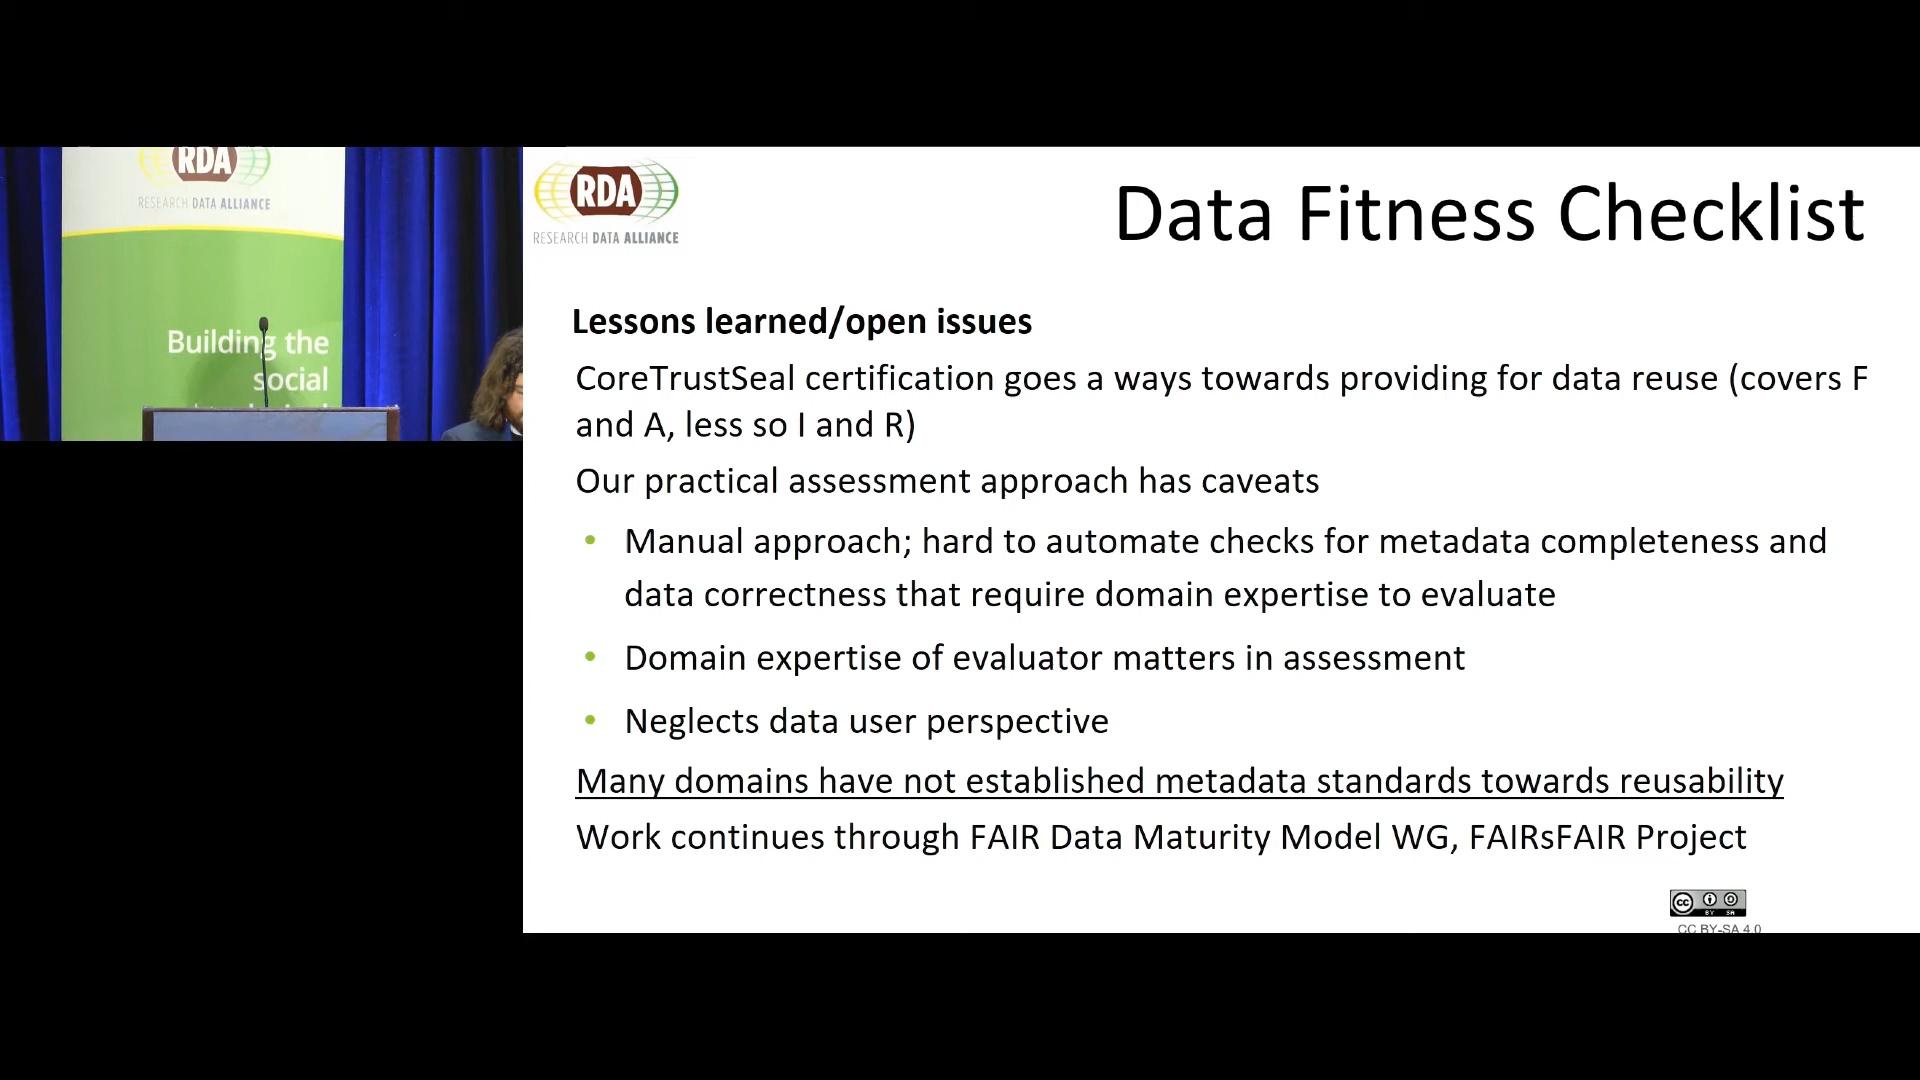 RDA
RESEARCH DATA ALLIANCE
Building the
social
RDA
RESEARCH DATA ALLIANCE
Data Fitness Checklist
Lessons learned/open issues
CoreTrustSeal certification goes a ways towards providing for data reuse (covers F
and A, less so I and R)
Our practical assessment approach has caveats
• Manual approach; hard to automate checks for metadata completeness and
data correctness that require domain expertise to evaluate
• Domain expertise of evaluator matters in assessment
• Neglects data user perspective
Many domains have not established metadata standards towards reusability
Work continues through FAIR Data Maturity Model WG, FAIRsFAIR Project
cc BY SA
CC BY-SA 4.0